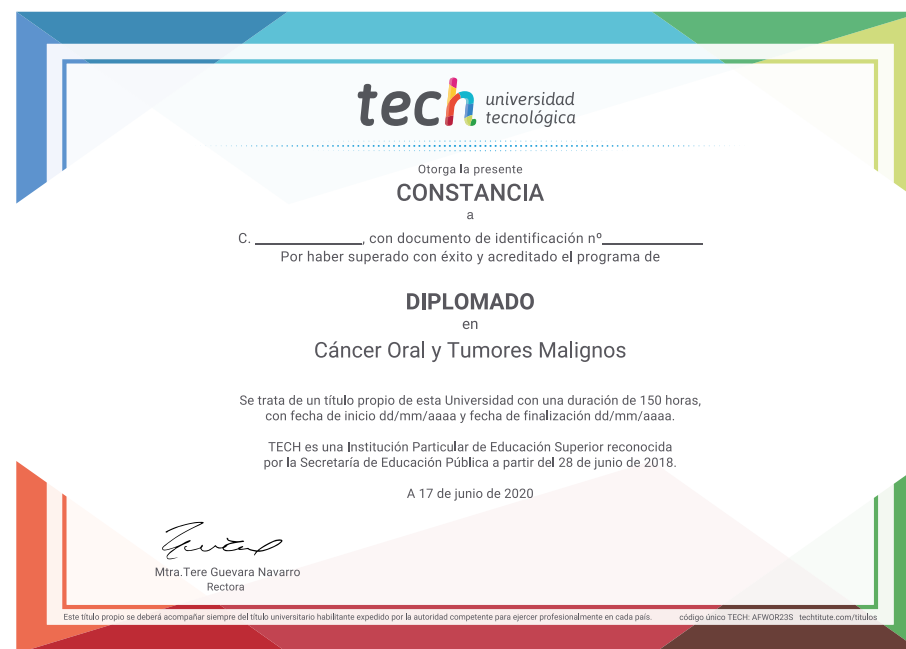 tech universidad
tecnológica
Otorga la presente
CONSTANCIA
a
C. ____________, con documento de identificación nº____________
Por haber superado con éxito y acreditado el programa de
DIPLOMADO
en
Cáncer Oral y Tumores Malignos
Se trata de un título propio de esta Universidad con una duración de 150 horas,
con fecha de inicio dd/mm/aaaa y fecha de finalización dd/mm/aaaa.
TECH es una Institución Particular de Educación Superior reconocida
por la Secretaría de Educación Pública a partir del 28 de junio de 2018.
A 17 de junio de 2020
Mtra.Tere Guevara Navarro
Rectora
Este título propio se deberá acompañar siempre del título universitario habilitante expedido por la autoridad competente para ejercer profesionalmente en cada país. código único TECH: AFWOR23S techtitute.com/titulos